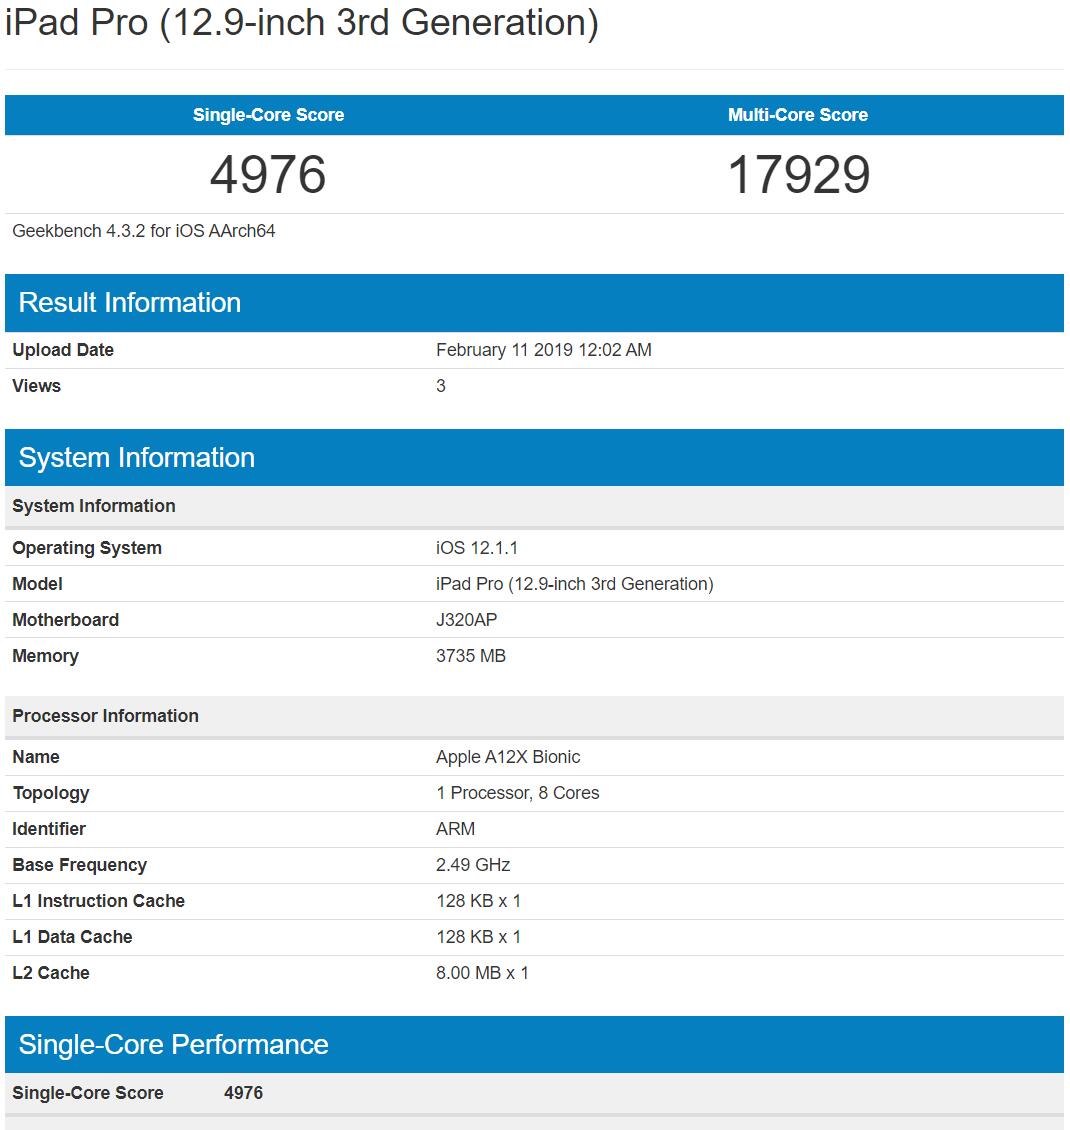 iPad Pro (12.9-inch 3rd Generation)
Single-Core Score Multi-Core Score
4976 17929
Geekbench 4.3.2 for iOS AArch64
Result Information
Upload Date February 11 2019 12:02 AM
Views 3
System Information
System Information
Operating System iOS 12.1.1
Model iPad Pro (12.9-inch 3rd Generation)
Motherboard J320AP
Memory 3735 MB
Processor Information
Name Apple A12X Bionic
Topology 1 Processor, 8 Cores
Identifier ARM
Base Frequency 2.49 GHz
L1 Instruction Cache 128 KB x 1
L1 Data Cache 128 KB x 1
L2 Cache 8.00 MB x 1
Single-Core Performance
Single-Core Score 4976